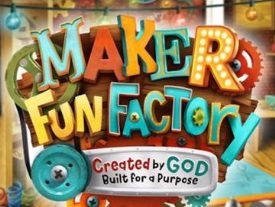 MAKER
FUN FACTORY
Created by GOD
Built for a Purpose